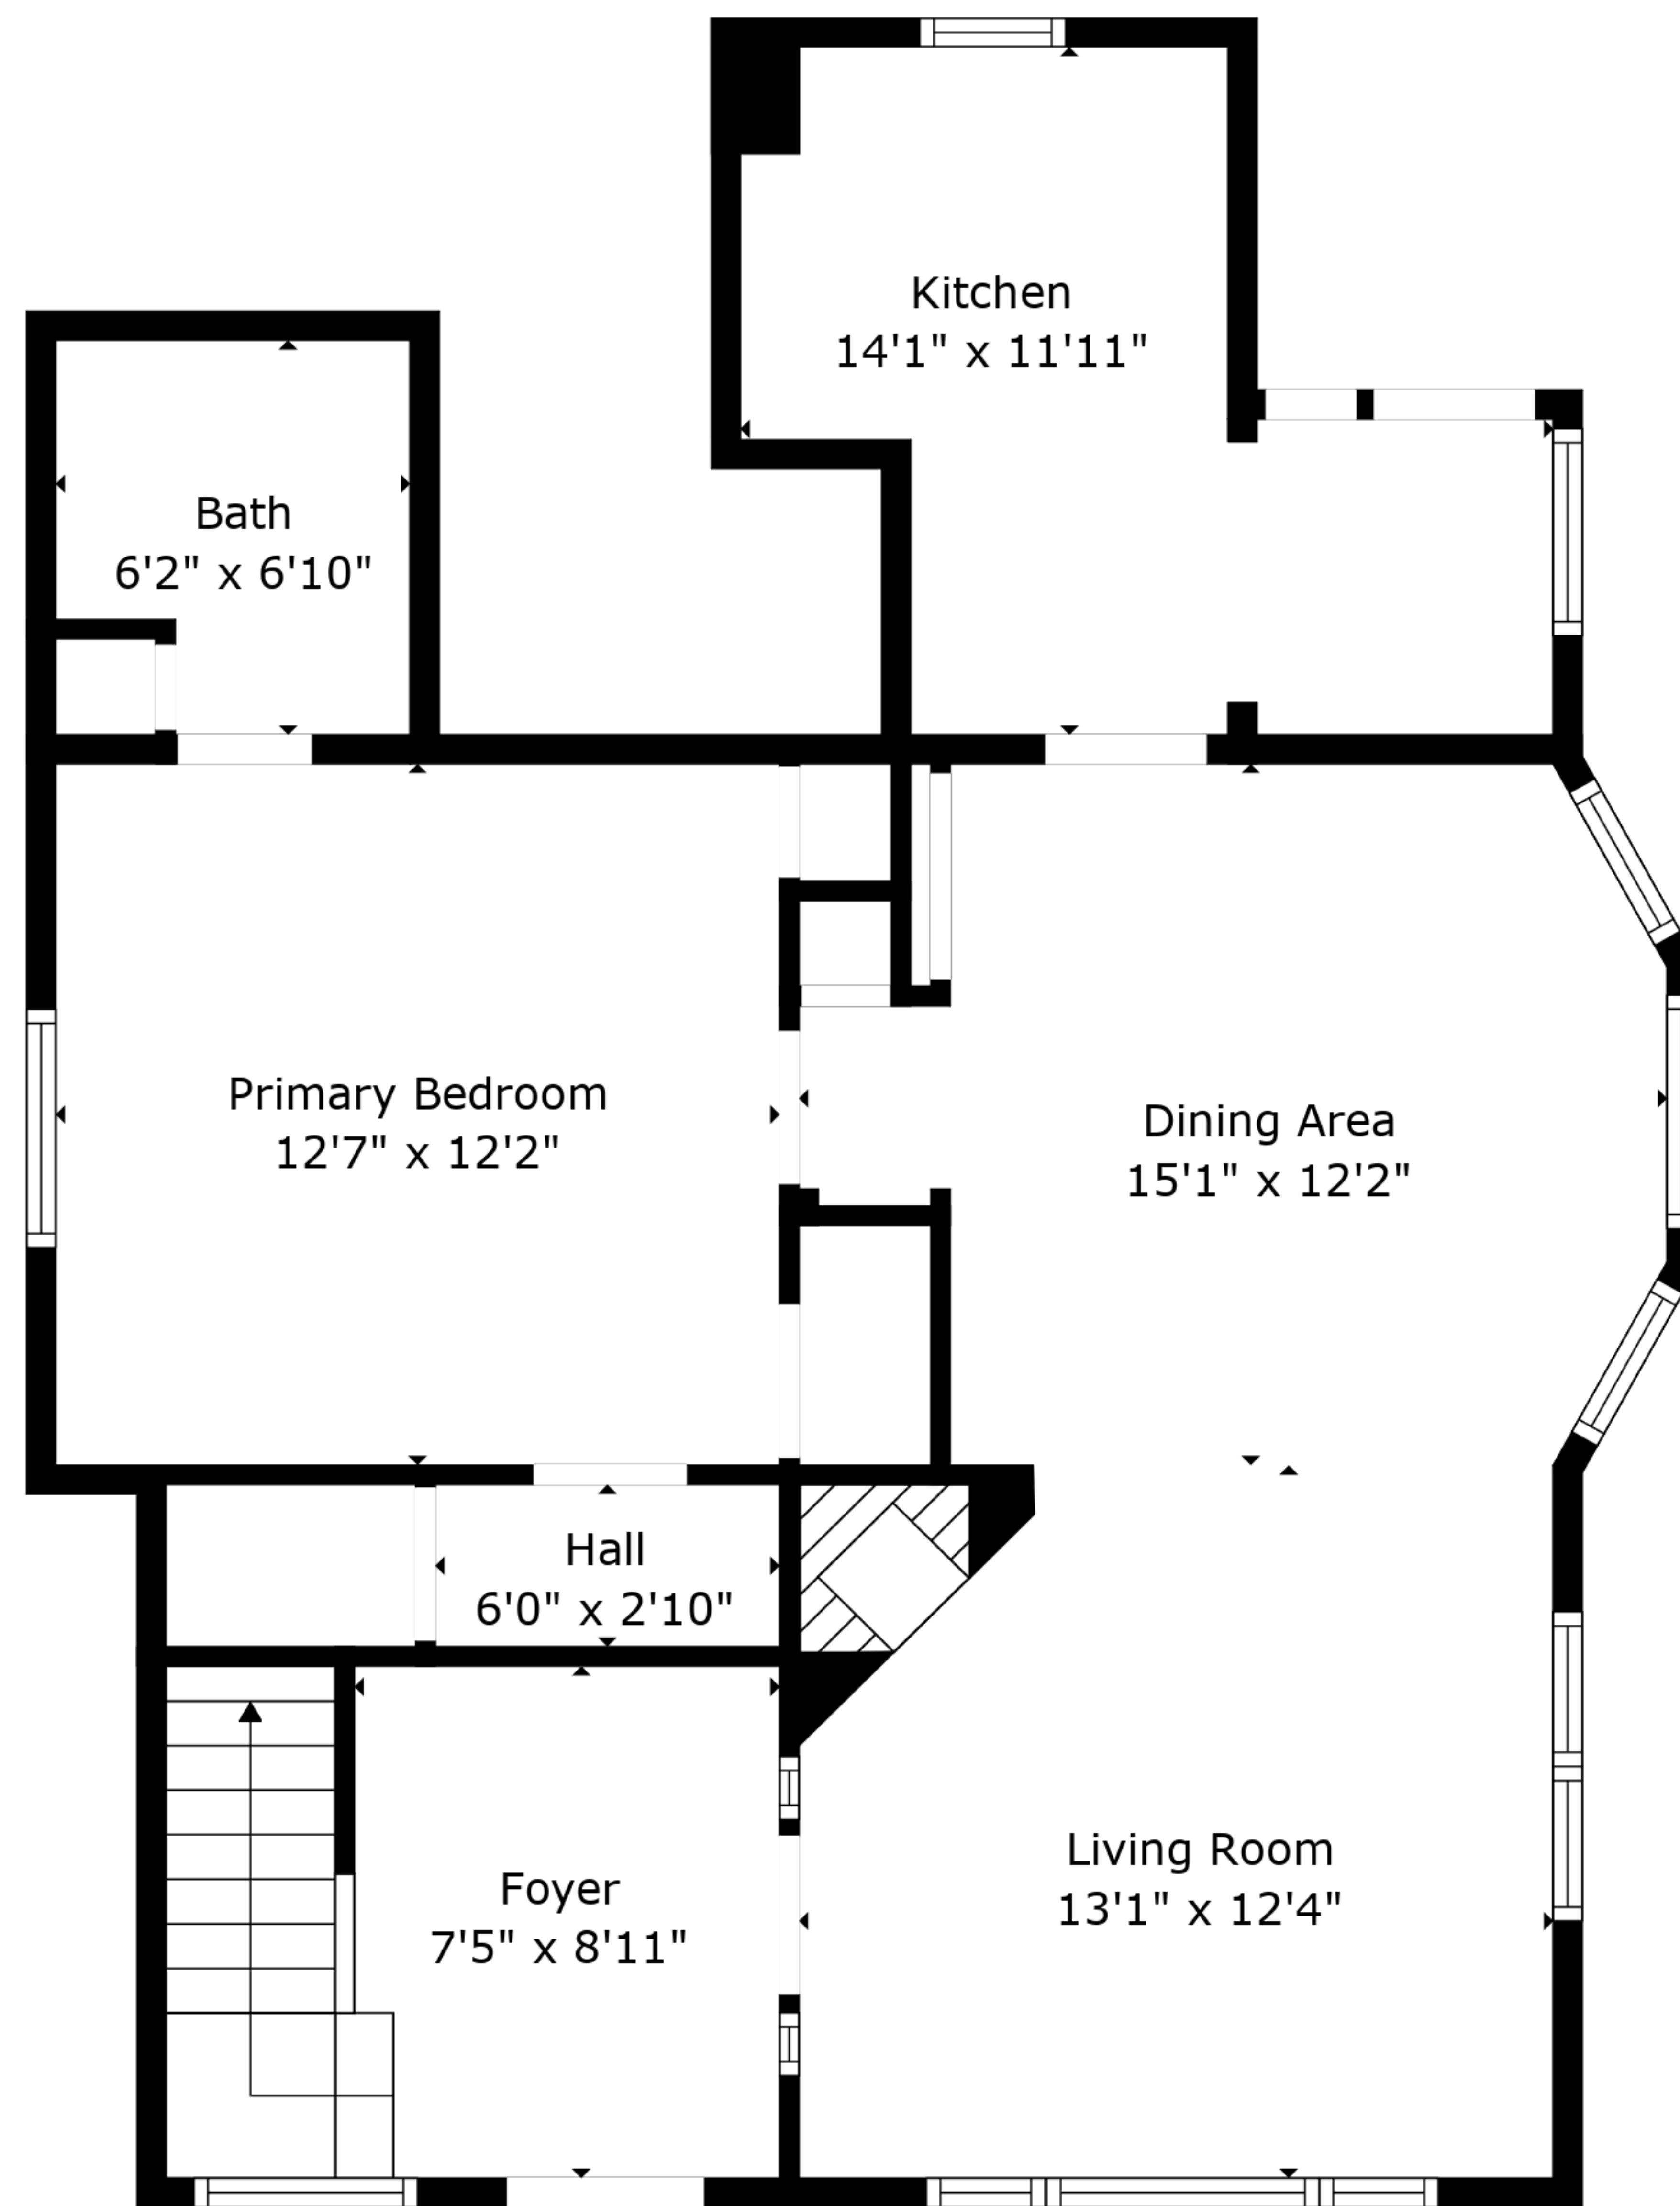 Kitchen
14'1" x 11'11"
Bath
6'2" x 6'10"
Primary Bedroom
12'7" x 12'2"
Dining Area
15'1" x 12'2"
Hall
6'0" x 2'10"
Living Room
13'1" x 12'4"
Foyer
7'5" x 8'11"